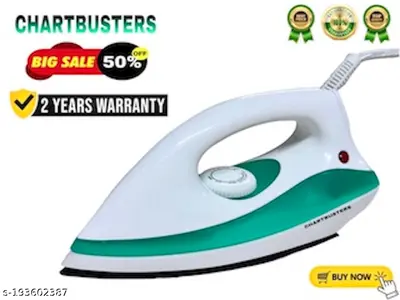 CHARTBUSTERS
BIG SALE 50% OFF
2 YEARS WARRANTY
CHARTBUSTERS
BUY NOW
s-193602387